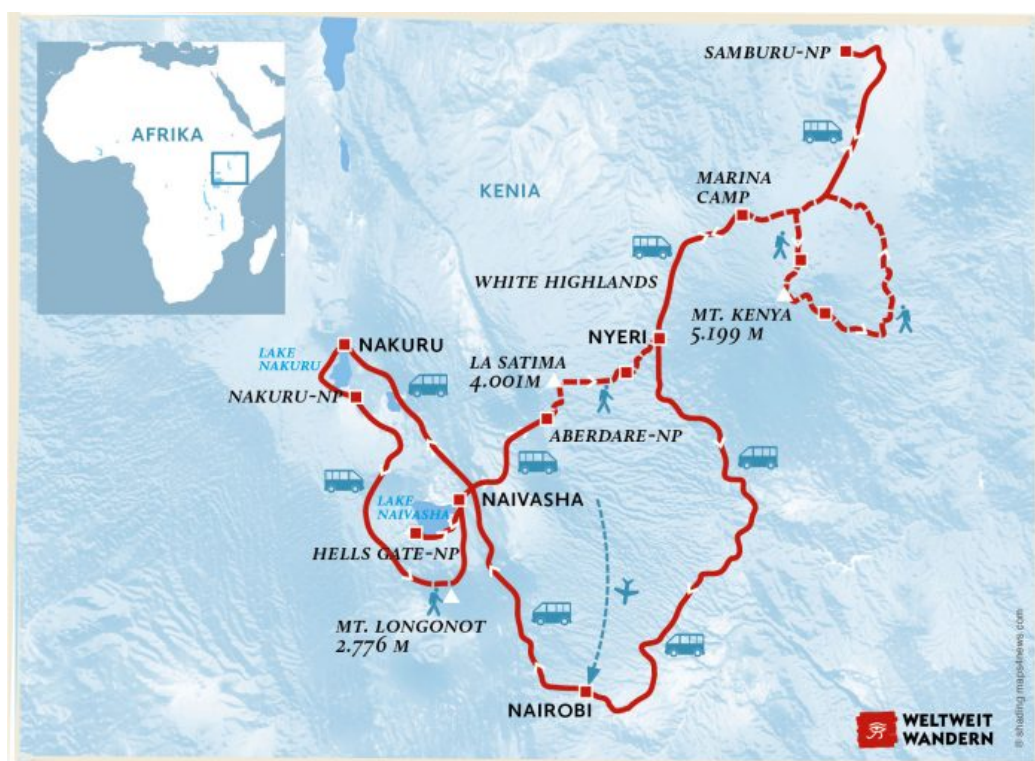 SAMBURU-NP
AFRIKA
KENIA
MARINA
CAMP
WHITE HIGHLANDS
MT. KENYA
5.199 M
NYERI
LAKE
NAKURU
NAKURU
LA SATIMA
4.001M
NAKURU-NP
ABERDARE-NP
LAKE
NAIVASHA
NAIVASHA
HELLS GATE-NP
MT. LONGONOT
2.776 M
NAIROBI
WELTWEIT
WANDERN
© shading maps4news.com